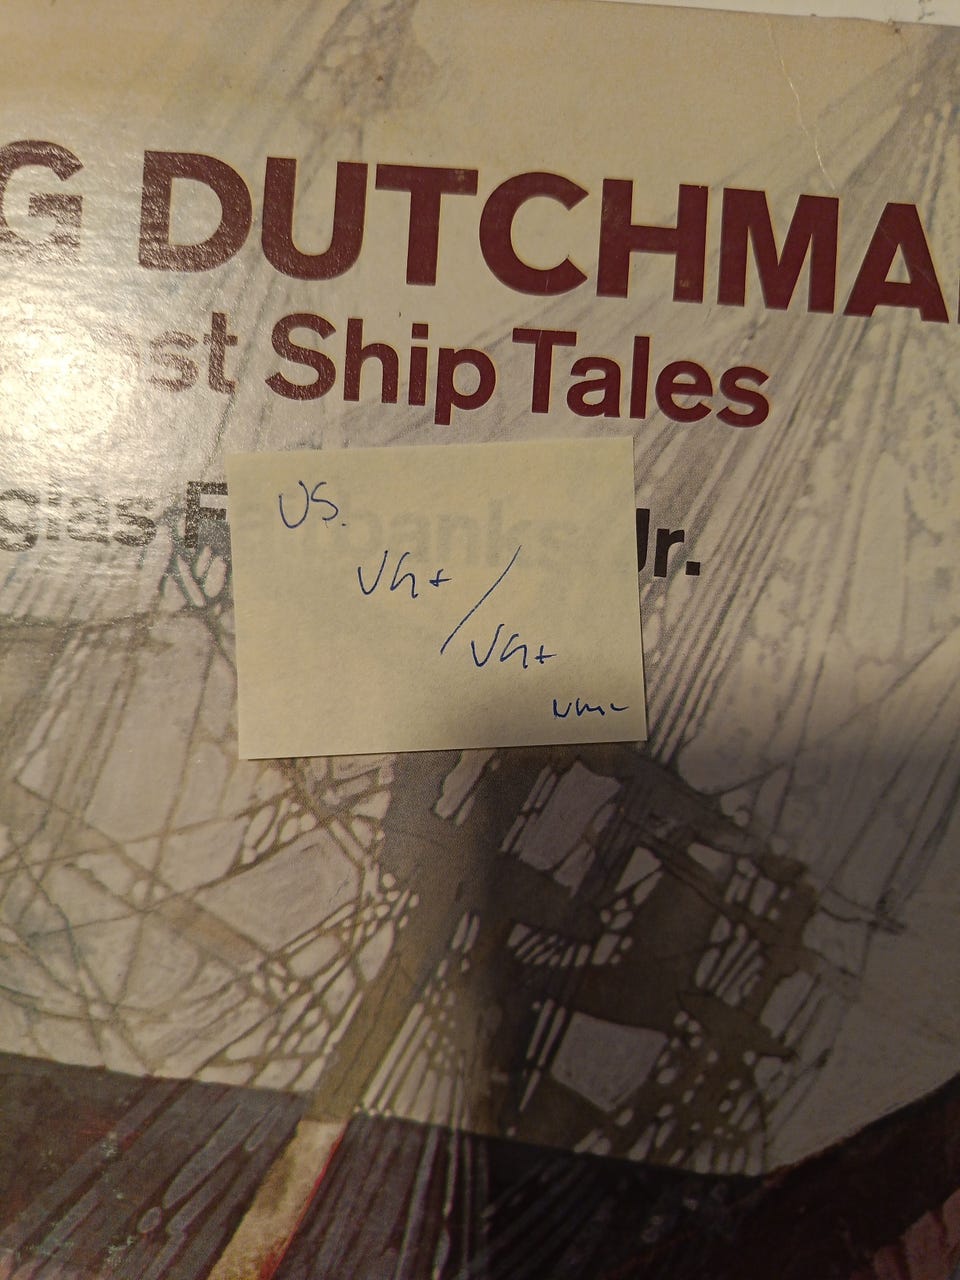 G DUTCHMA
st Ship Tales
glas F Jr.
US.
VG+ /
VG+